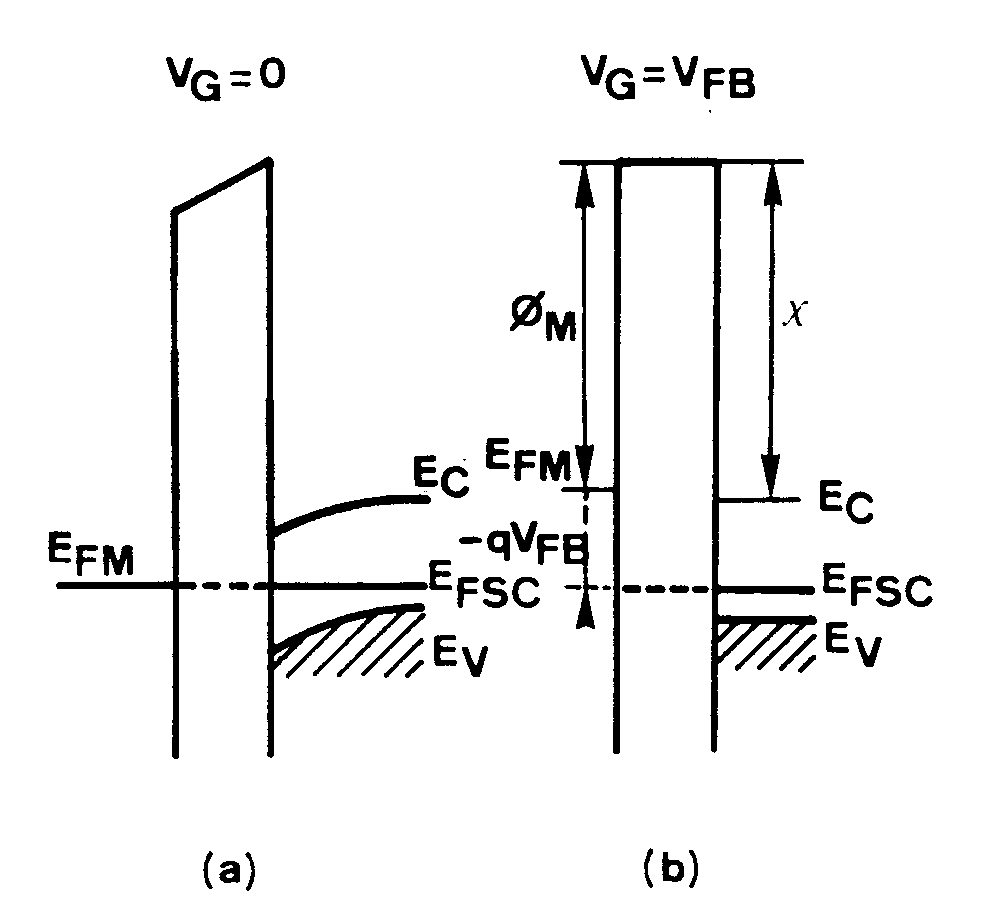 V_G = 0
V_G = V_FB
Ø_M
χ
E_C
E_FM
E_C
E_FM
-qV_FB
E_FSC
E_FSC
E_V
E_V
(a)
(b)